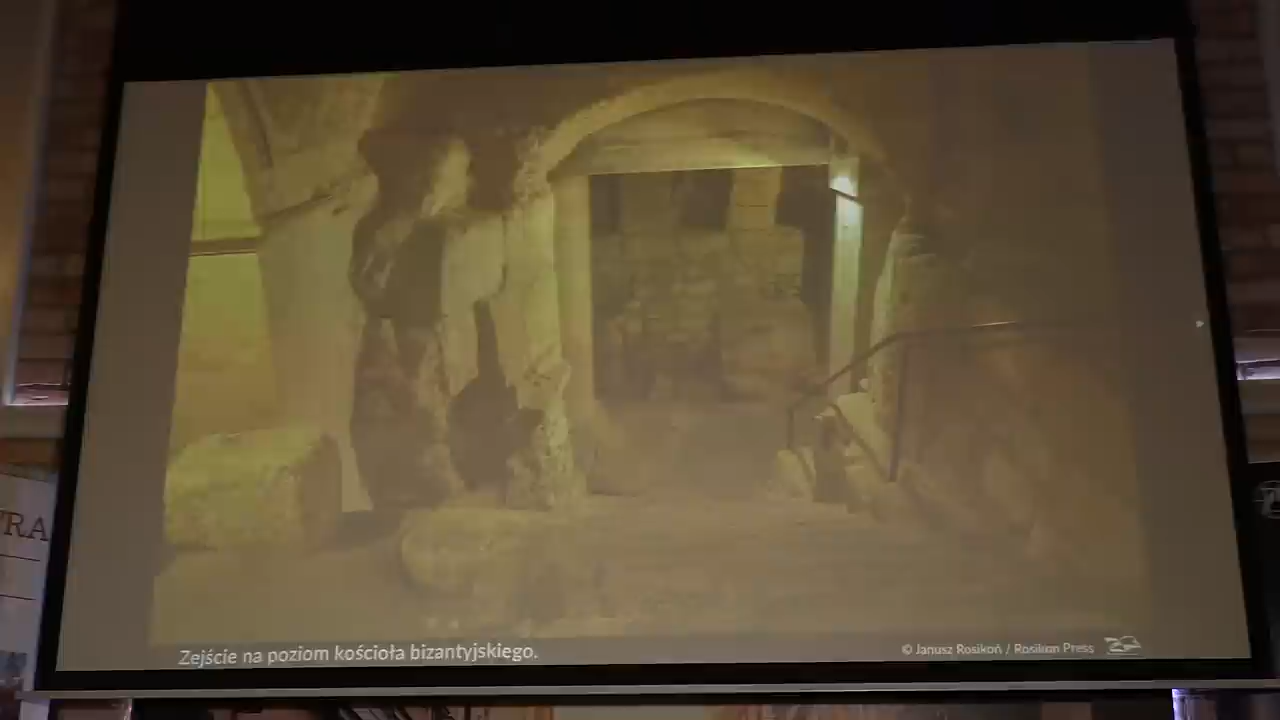 Zejście na poziom kościoła bizantyjskiego.
© Janusz Rosikoń / Rosikon Press